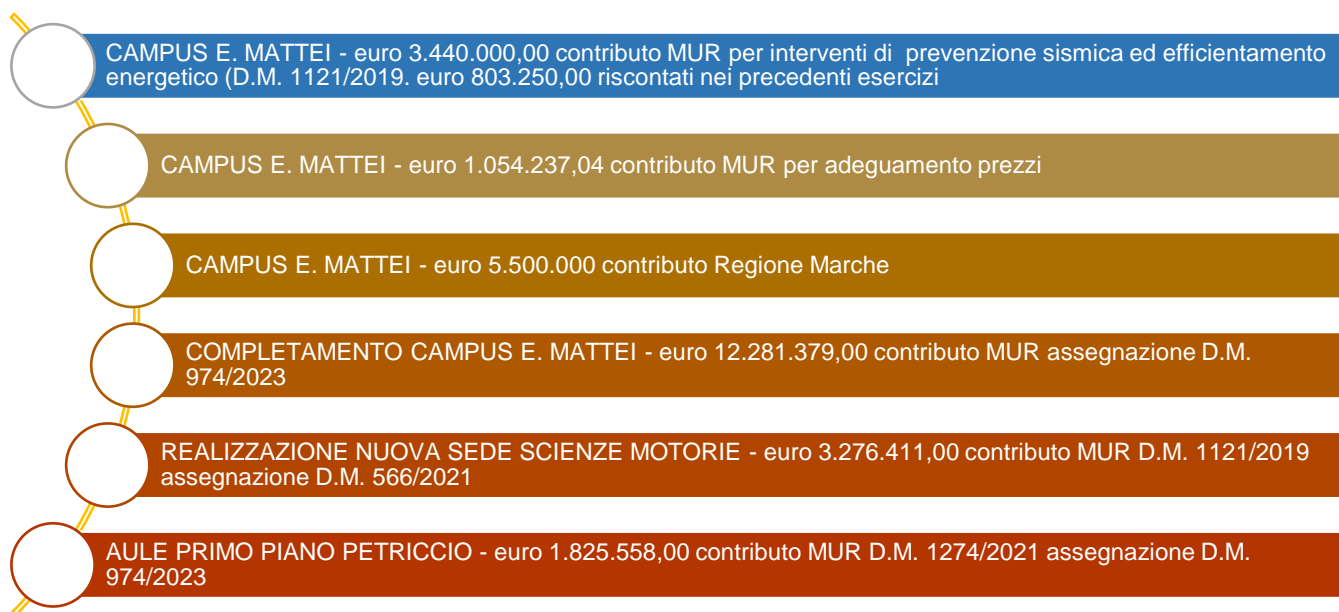 CAMPUS E. MATTEI - euro 3.440.000,00 contributo MUR per interventi di prevenzione sismica ed efficientamento
energetico (D.M. 1121/2019. euro 803.250,00 riscontati nei precedenti esercizi
CAMPUS E. MATTEI - euro 1.054.237,04 contributo MUR per adeguamento prezzi
CAMPUS E. MATTEI - euro 5.500.000 contributo Regione Marche
COMPLETAMENTO CAMPUS E. MATTEI - euro 12.281.379,00 contributo MUR assegnazione D.M.
974/2023
REALIZZAZIONE NUOVA SEDE SCIENZE MOTORIE - euro 3.276.411,00 contributo MUR D.M. 1121/2019
assegnazione D.M. 566/2021
AULE PRIMO PIANO PETRICCIO - euro 1.825.558,00 contributo MUR D.M. 1274/2021 assegnazione D.M.
974/2023